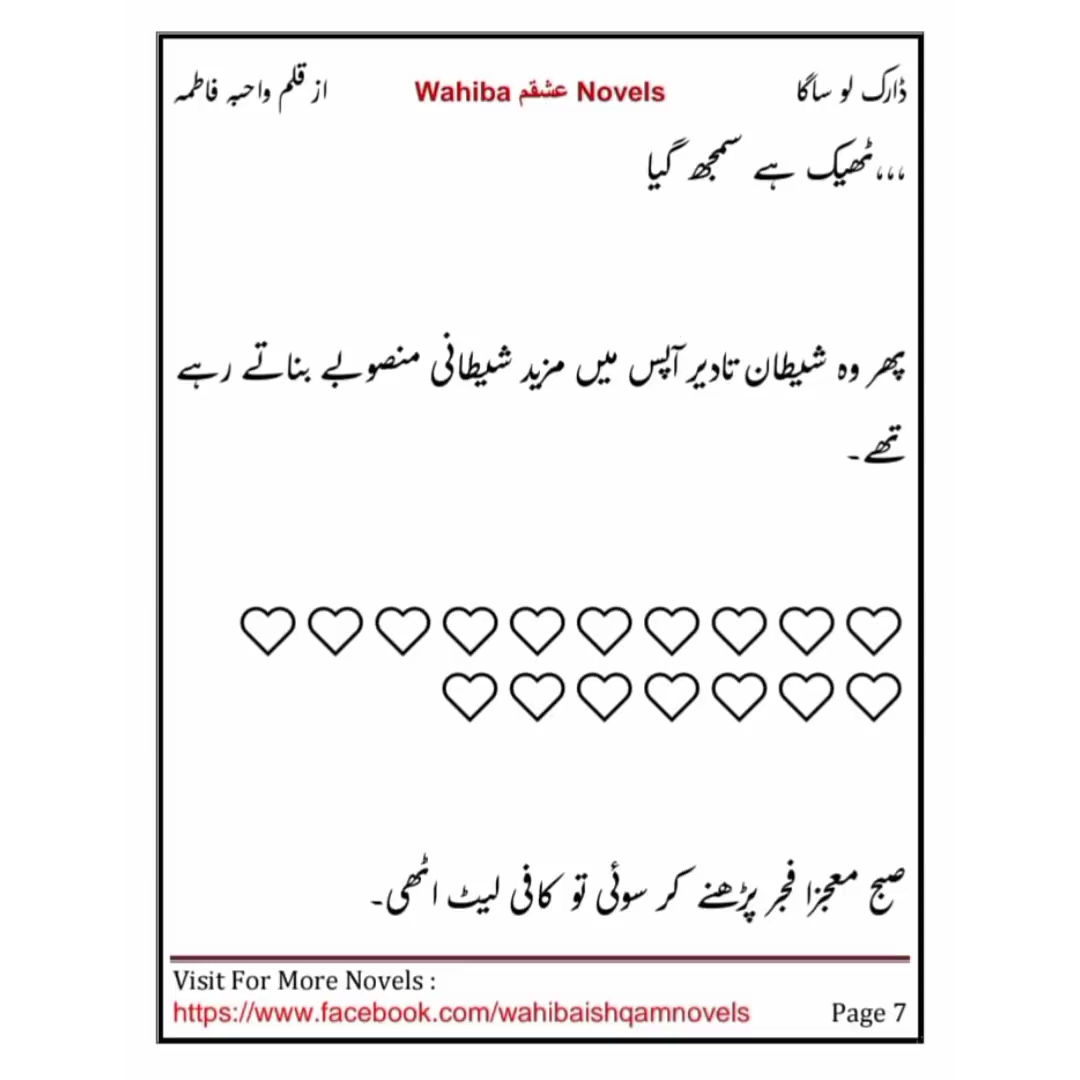 ڈارک لو ساگا Wahiba عشقم Novels از قلم واحبہ فاطمہ
،،،ٹھیک ہے سمجھ گیا
پھر وہ شیطان تادیر آپس میں مزید شیطانی منصوبے بناتے رہے
تھے۔
♡♡♡♡♡♡♡♡♡♡
♡♡♡♡♡♡♡
صبح معجزا فجر پڑھنے کر سوئی تو کافی لیٹ اٹھی۔
Visit For More Novels :
https://www.facebook.com/wahibaishqamnovels Page 7